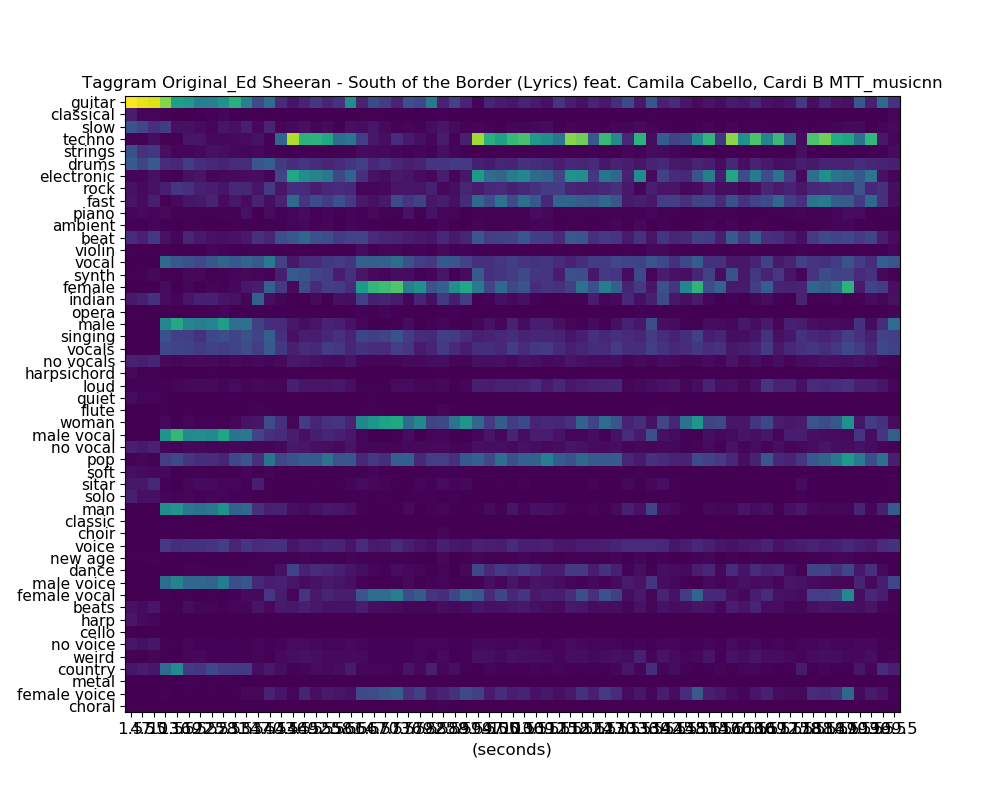 Taggram Original_Ed Sheeran - South of the Border (Lyrics) feat. Camila Cabello, Cardi B MTT_musicnn
guitar
classical
slow
techno
strings
drums
electronic
rock
fast
piano
ambient
beat
violin
vocal
synth
female
indian
opera
male
singing
vocals
no vocals
harpsichord
loud
quiet
flute
woman
male vocal
no vocal
pop
soft
sitar
solo
man
classic
choir
voice
new age
dance
male voice
female vocal
beats
harp
cello
no voice
weird
country
metal
female voice
choral
(seconds)